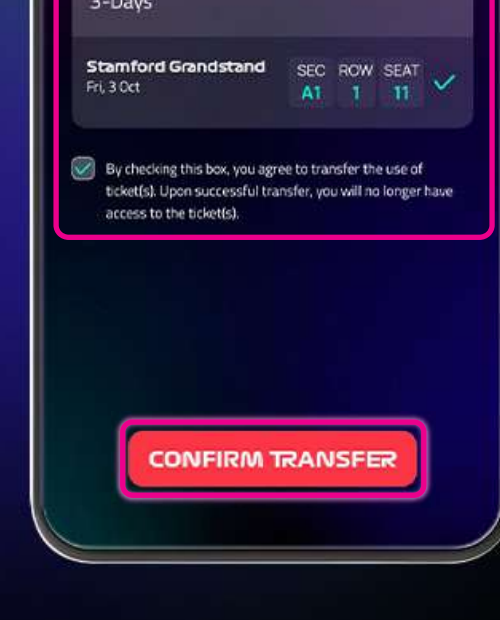 3-Days
Stamford Grandstand
SEC ROW SEAT
Fri, 3 Oct
A1 1 11
By checking this box, you agree to transfer the use of
ticket(s). Upon successful transfer, you will no longer have
access to the ticket(s).
CONFIRM TRANSFER